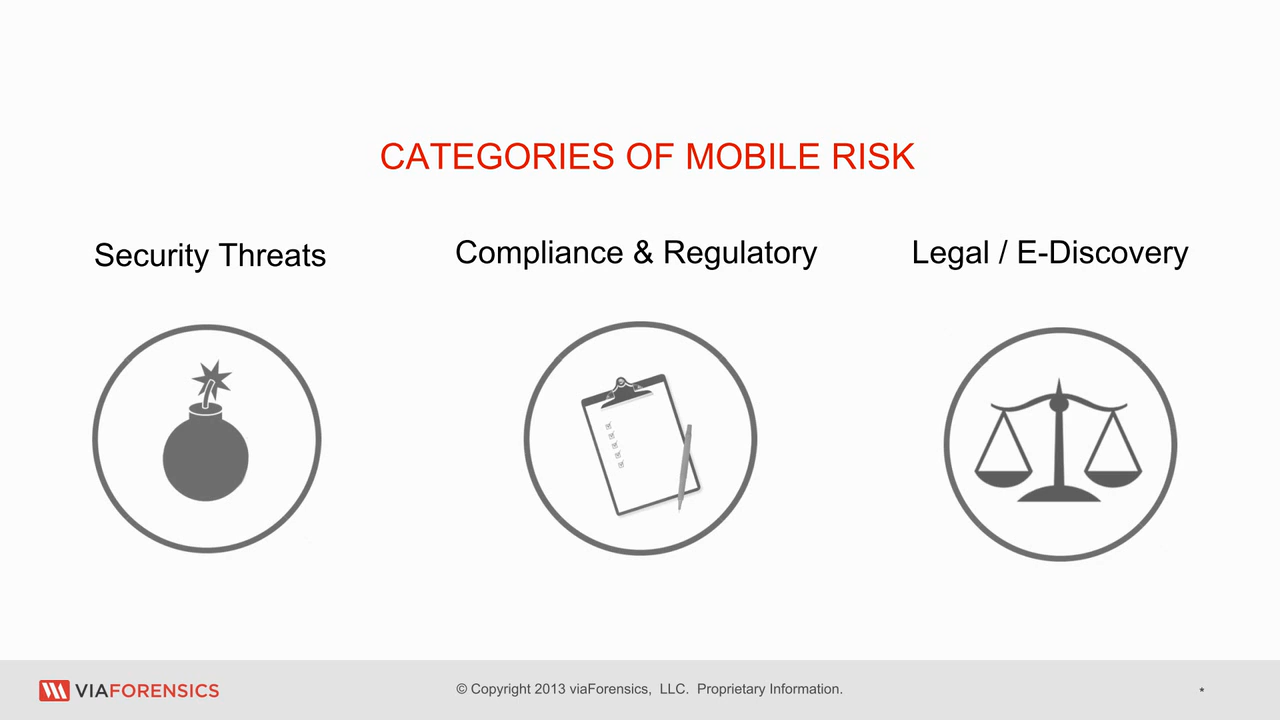 CATEGORIES OF MOBILE RISK
Security Threats
Compliance & Regulatory
Legal / E-Discovery
VIAFORENSICS
© Copyright 2013 viaForensics, LLC. Proprietary Information.
*